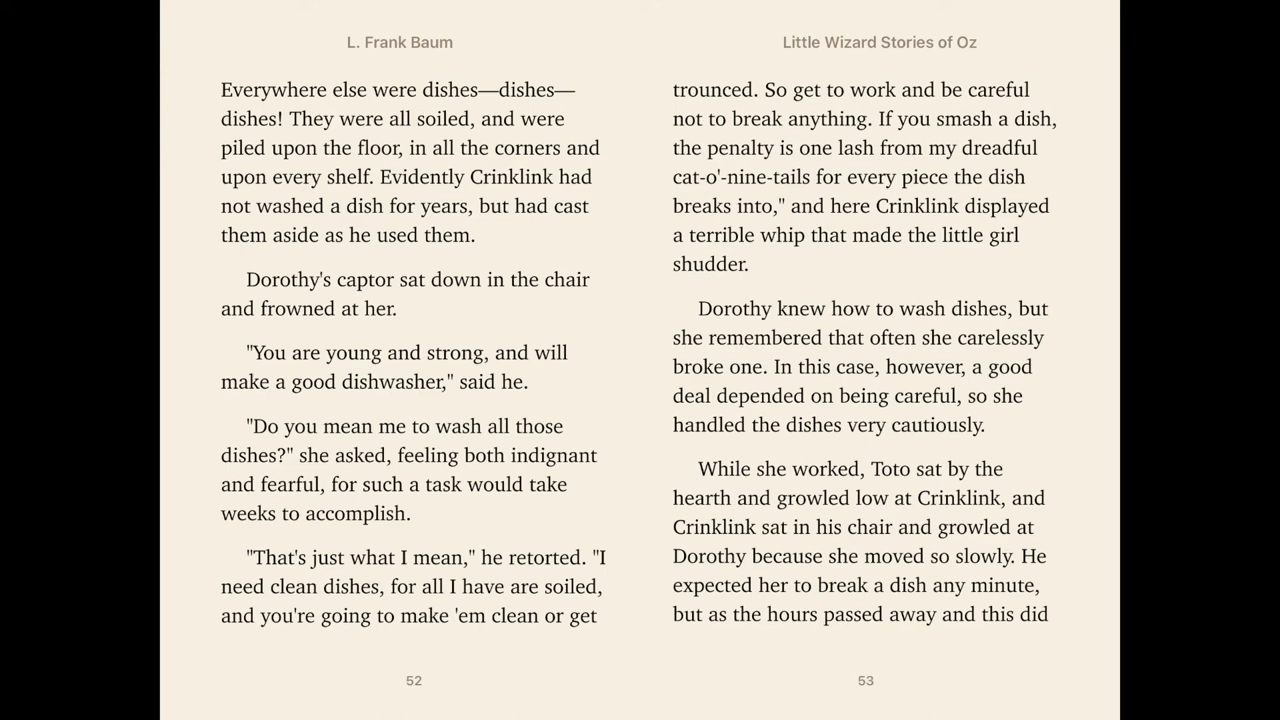 L. Frank Baum
Everywhere else were dishes—dishes—
dishes! They were all soiled, and were
piled upon the floor, in all the corners and
upon every shelf. Evidently Crinklink had
not washed a dish for years, but had cast
them aside as he used them.
Dorothy's captor sat down in the chair
and frowned at her.
"You are young and strong, and will
make a good dishwasher," said he.
"Do you mean me to wash all those
dishes?" she asked, feeling both indignant
and fearful, for such a task would take
weeks to accomplish.
"That's just what I mean," he retorted. "I
need clean dishes, for all I have are soiled,
and you're going to make 'em clean or get
52
Little Wizard Stories of Oz
trounced. So get to work and be careful
not to break anything. If you smash a dish,
the penalty is one lash from my dreadful
cat-o'-nine-tails for every piece the dish
breaks into," and here Crinklink displayed
a terrible whip that made the little girl
shudder.
Dorothy knew how to wash dishes, but
she remembered that often she carelessly
broke one. In this case, however, a good
deal depended on being careful, so she
handled the dishes very cautiously.
While she worked, Toto sat by the
hearth and growled low at Crinklink, and
Crinklink sat in his chair and growled at
Dorothy because she moved so slowly. He
expected her to break a dish any minute,
but as the hours passed away and this did
53